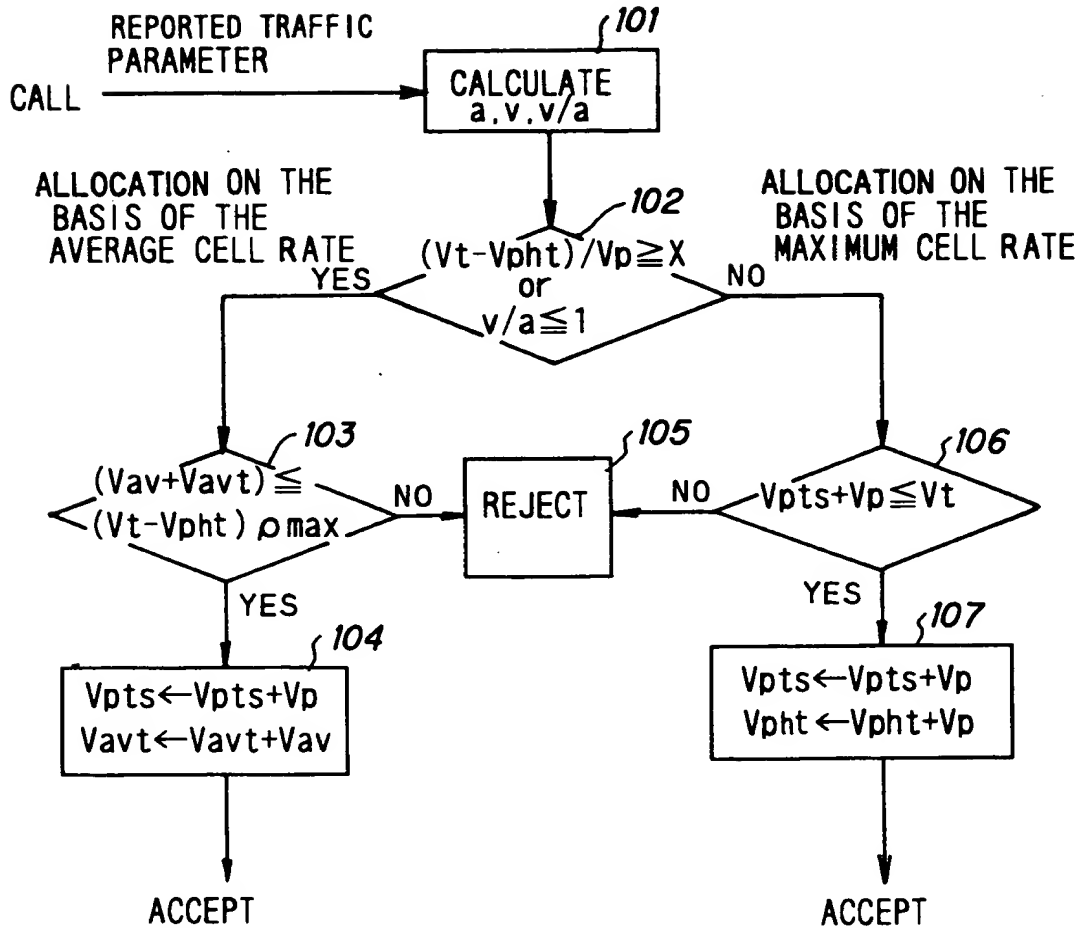 REPORTED TRAFFIC
PARAMETER
CALL
101
CALCULATE
a,v,v/a
ALLOCATION ON THE
BASIS OF THE
AVERAGE CELL RATE
ALLOCATION ON THE
BASIS OF THE
MAXIMUM CELL RATE
102
(Vt-Vpht)/Vp≧X
or
v/a≦1
YES
NO
103
(Vav+Vavt)≦
(Vt-Vpht)ρmax
NO
YES
105
REJECT
106
Vpts+Vp≦Vt
NO
YES
104
Vpts←Vpts+Vp
Vavt←Vavt+Vav
107
Vpts←Vpts+Vp
Vpht←Vpht+Vp
ACCEPT
ACCEPT